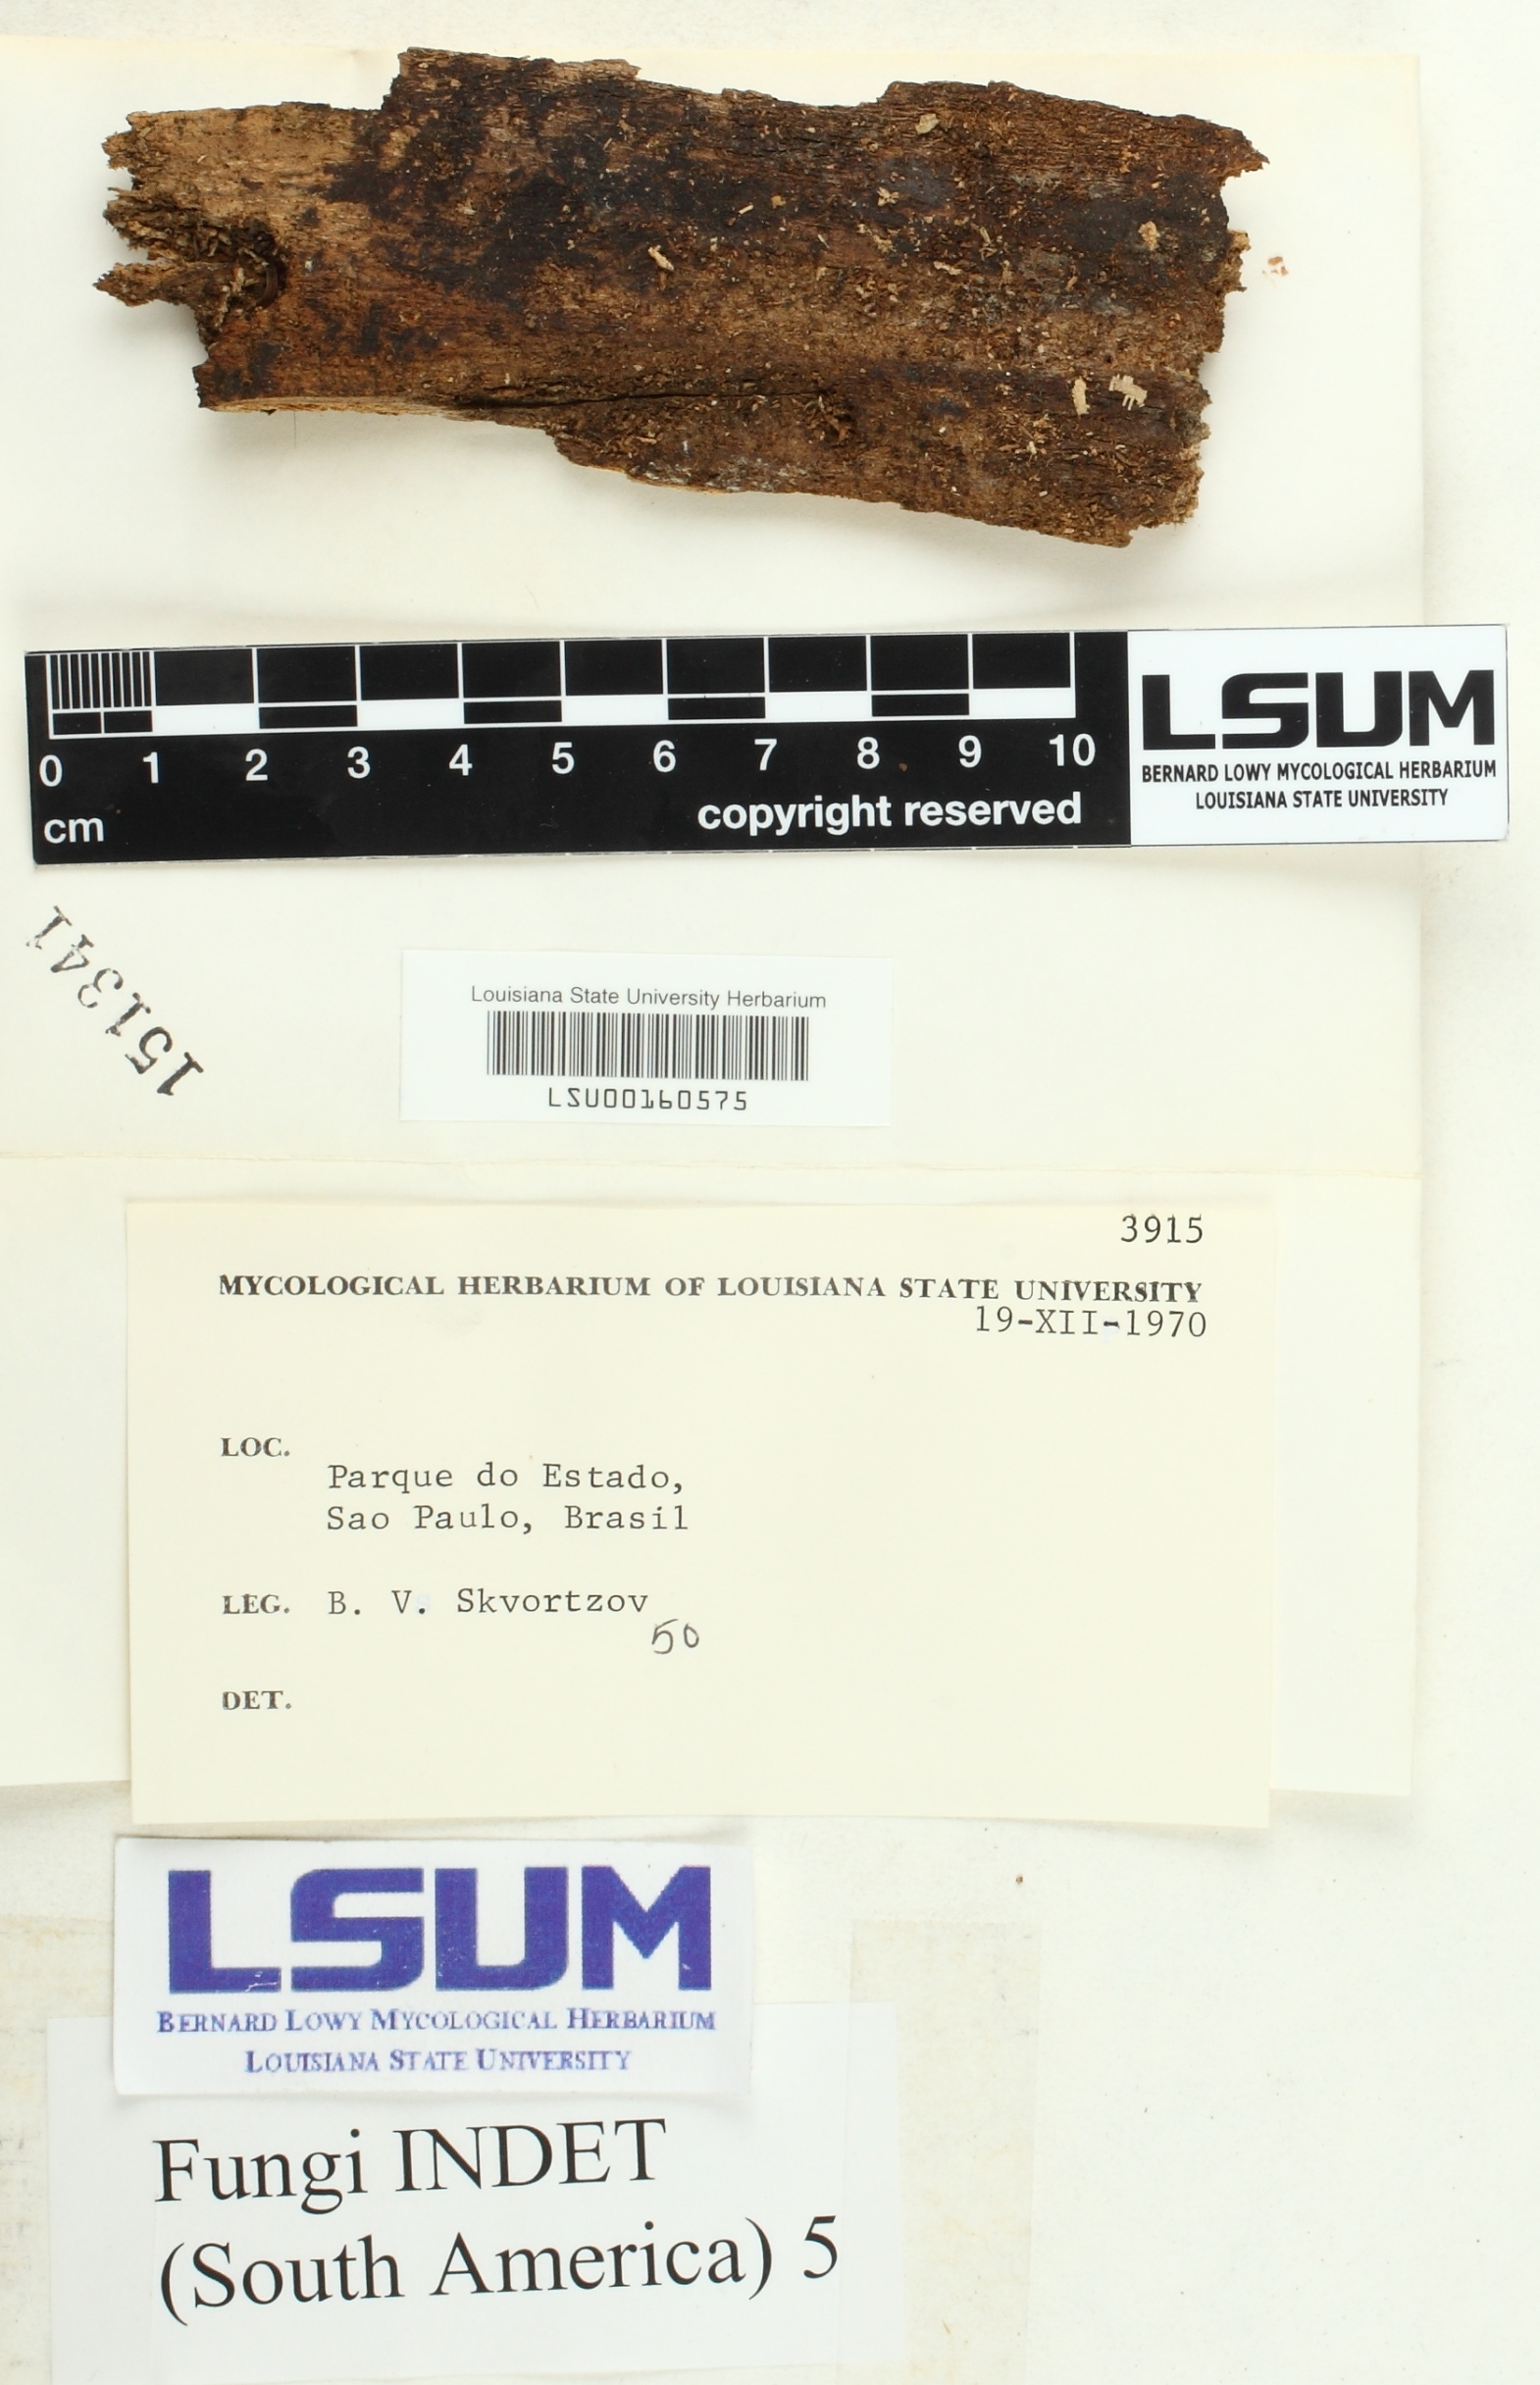 0 1 2 3 4 5 6 7 8 9 10
cm
copyright reserved
LSUM
BERNARD LOWY MYCOLOGICAL HERBARIUM
LOUISIANA STATE UNIVERSITY
151341
Louisiana State University Herbarium
LSU00160575
3915
MYCOLOGICAL HERBARIUM OF LOUISIANA STATE UNIVERSITY
19-XII-1970
LOC.
Parque do Estado,
Sao Paulo, Brasil
LEG. B. V. Skvortzov
50
DET.
LSUM
BERNARD LOWY MYCOLOGICAL HERBARIUM
LOUISIANA STATE UNIVERSITY
Fungi INDET
(South America) 5